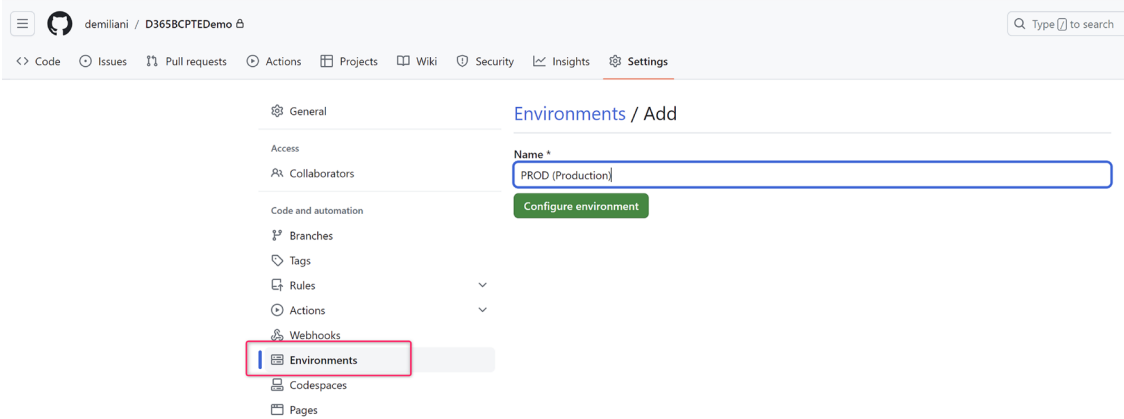 demiliani / D365BCPTEDemo
Type / to search
Code Issues Pull requests Actions Projects Wiki Security Insights Settings
General
Access
Collaborators
Code and automation
Branches
Tags
Rules
Actions
Webhooks
Environments
Codespaces
Pages
Environments / Add
Name *
PROD (Production)
Configure environment